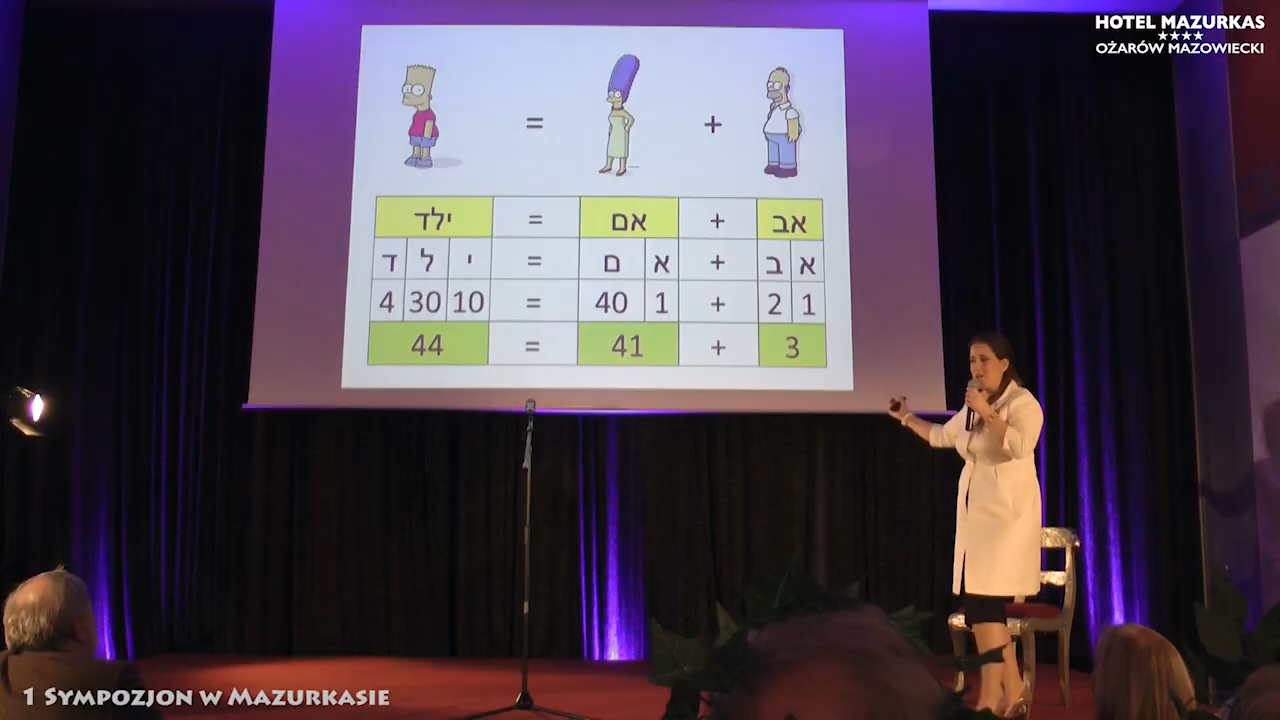 HOTEL MAZURKAS
★★★★
OŻARÓW MAZOWIECKI
= +
אב + אם = ילד
א ב + א ם = י ל ד
1 2 + 1 40 = 10 30 4
3 + 41 = 44
1 Sympozjon w Mazurkasie